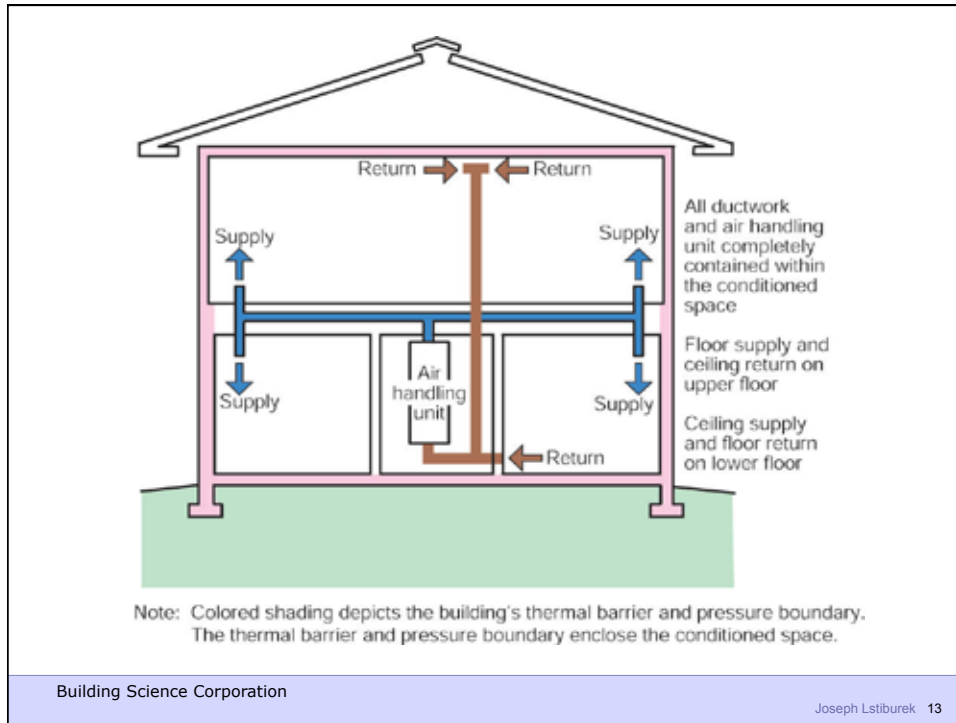 Return
Return
Supply
Supply
All ductwork
and air handling
unit completely
contained within
the conditioned
space
Floor supply and
ceiling return on
upper floor
Air
handling
unit
Supply
Supply
Ceiling supply
and floor return
on lower floor
Return
Note: Colored shading depicts the building's thermal barrier and pressure boundary.
The thermal barrier and pressure boundary enclose the conditioned space.
Building Science Corporation
Joseph Lstiburek 13